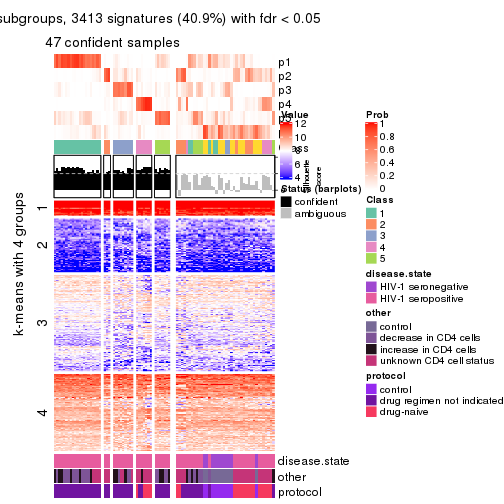 subgroups, 3413 signatures (40.9%) with fdr < 0.05
47 confident samples
p1
p2
p3
p4
Value
12
10
8
6
4
Prob
1
0.8
0.6
0.4
0.2
0
Status (barplots)
confident
ambiguous
Class
1
2
3
4
5
disease.state
HIV-1 seronegative
HIV-1 seropositive
other
control
decrease in CD4 cells
increase in CD4 cells
unknown CD4 cell status
protocol
control
drug regimen not indicated
drug-naive
k-means with 4 groups
1
2
3
4
disease.state
other
protocol